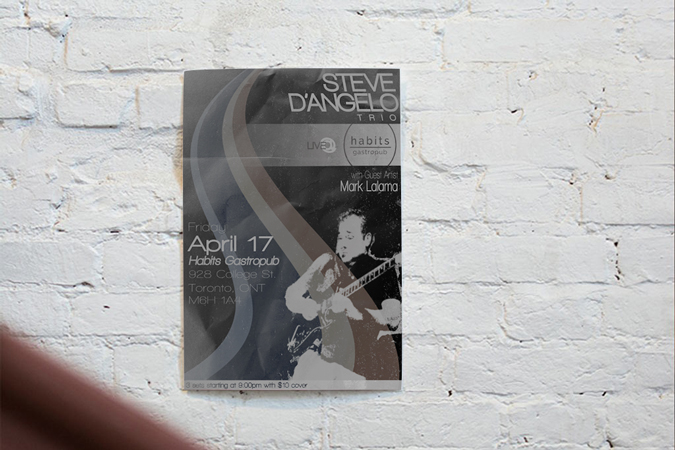 STEVE
D'ANGELO
TRIO
LIVE@
habits
gastropub
with Guest Artist
Mark Lalama
Friday
April 17
Habits Gastropub
928 College St
Toronto, ONT
M6H 1A4
sets starting at 9:00pm with $10 cover